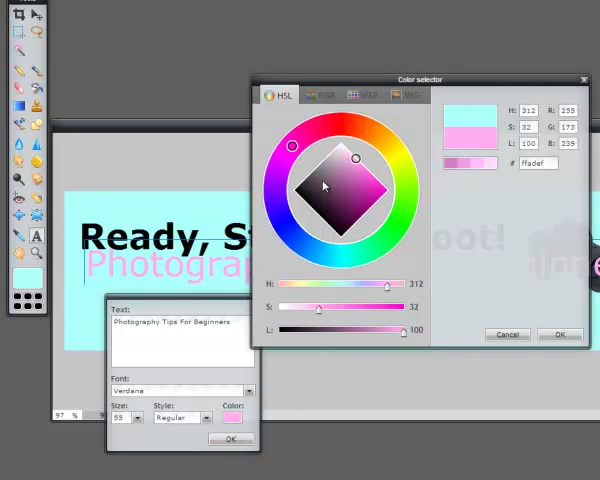 Color selector
HSL
RGB
WEB
IMG
H: 312 R: 255
S: 32 G: 173
L: 100 B: 239
# ffadef
H: 312
S: 32
L: 100
Cancel OK
Ready, S oot!
Photograp
Text:
Photography Tips For Beginners
Font:
Verdana
Size: Style: Color:
55 Regular
OK
97 %